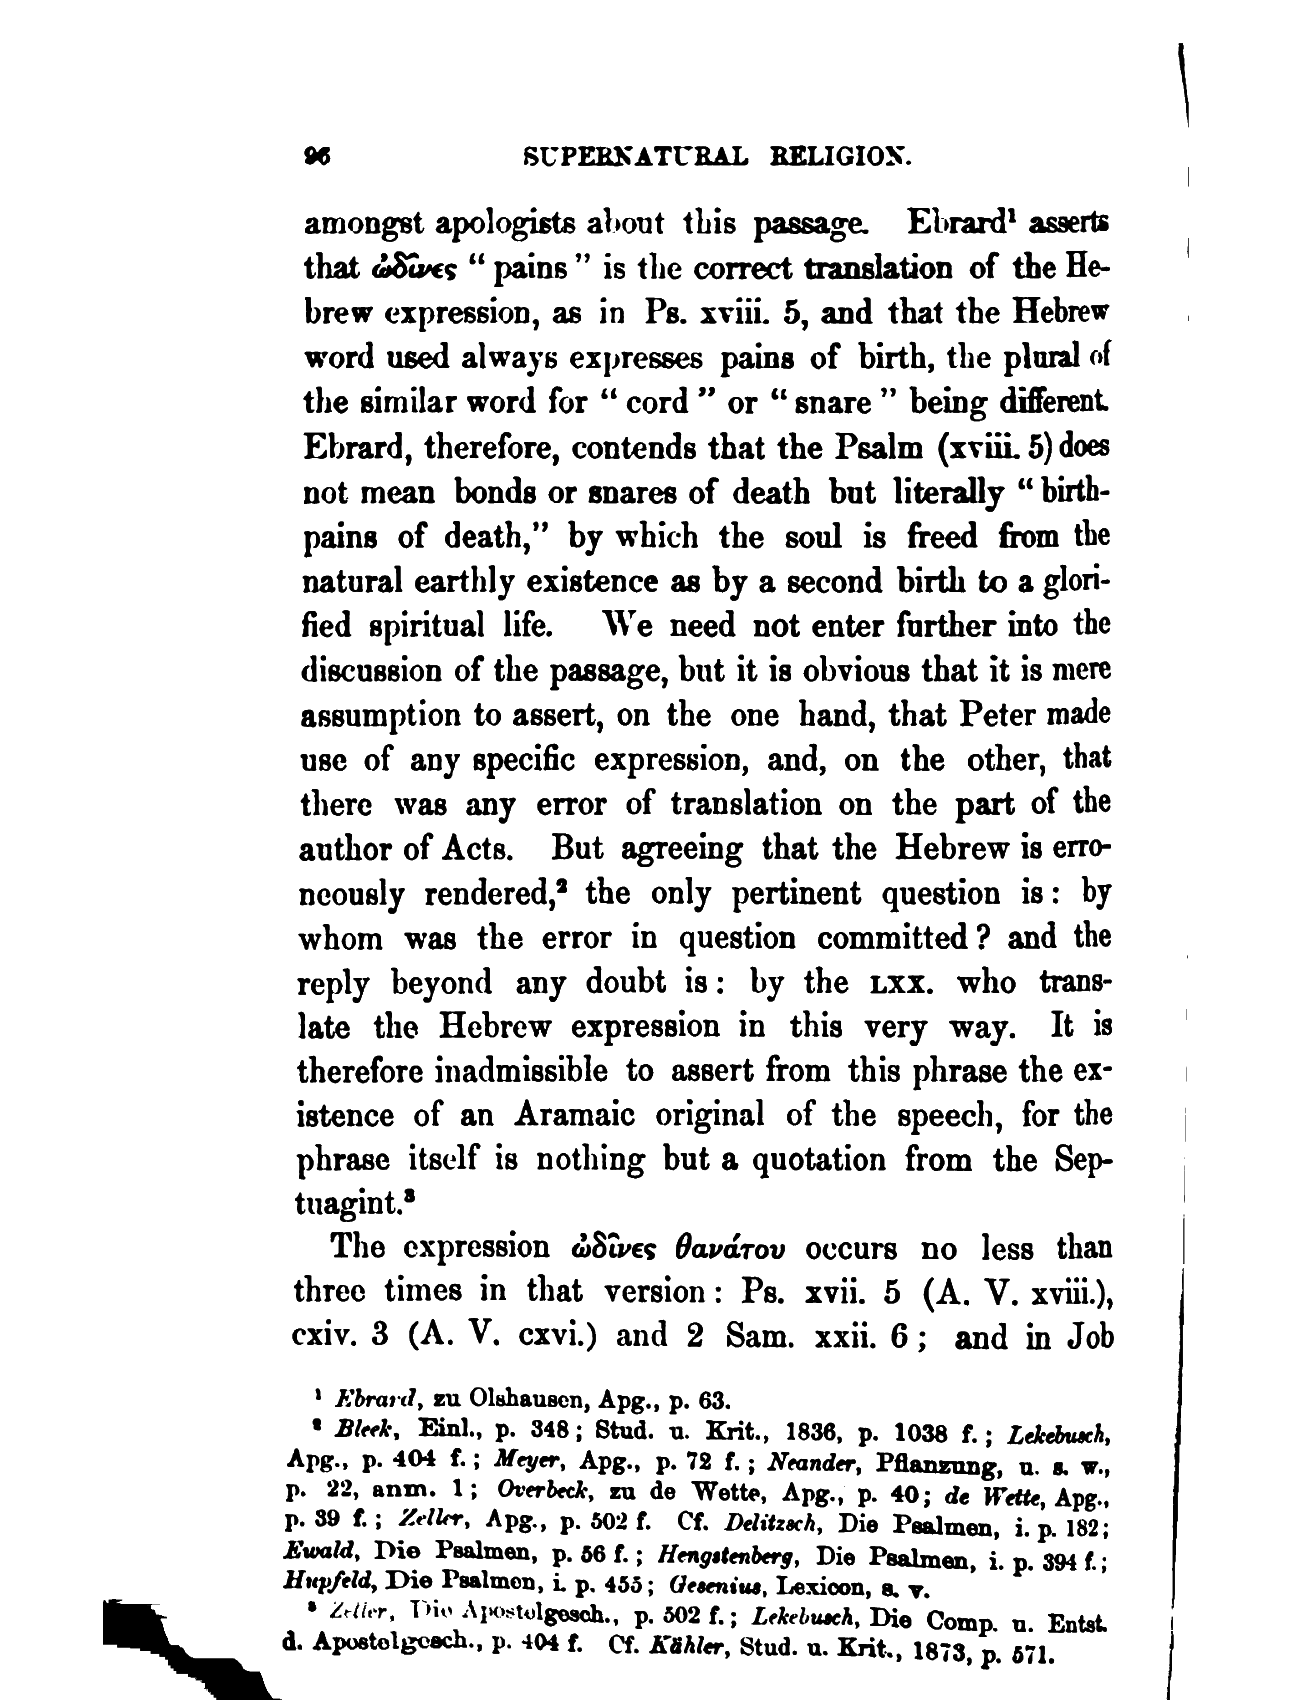 96 SUPERNATURAL RELIGION.
amongst apologists about this passage. Ebrard¹ asserts
that ὠδῖνες “ pains ” is the correct translation of the He-
brew expression, as in Ps. xviii. 5, and that the Hebrew
word used always expresses pains of birth, the plural of
the similar word for “ cord ” or “ snare ” being different.
Ebrard, therefore, contends that the Psalm (xviii. 5) does
not mean bonds or snares of death but literally “ birth-
pains of death,” by which the soul is freed from the
natural earthly existence as by a second birth to a glori-
fied spiritual life. We need not enter further into the
discussion of the passage, but it is obvious that it is mere
assumption to assert, on the one hand, that Peter made
use of any specific expression, and, on the other, that
there was any error of translation on the part of the
author of Acts. But agreeing that the Hebrew is erro-
neously rendered,² the only pertinent question is : by
whom was the error in question committed ? and the
reply beyond any doubt is : by the LXX. who trans-
late the Hebrew expression in this very way. It is
therefore inadmissible to assert from this phrase the ex-
istence of an Aramaic original of the speech, for the
phrase itself is nothing but a quotation from the Sep-
tuagint.³
The expression ὠδῖνες θανάτου occurs no less than
three times in that version : Ps. xvii. 5 (A. V. xviii.),
cxiv. 3 (A. V. cxvi.) and 2 Sam. xxii. 6 ; and in Job
¹ Ebrard, zu Olshausen, Apg., p. 63.
² Bleek, Einl., p. 348 ; Stud. u. Krit., 1836, p. 1038 f. ; Lekebusch,
Apg., p. 404 f. ; Meyer, Apg., p. 72 f. ; Neander, Pflanzung, u. s. w.,
p. 22, anm. 1 ; Overbeck, zu de Wette, Apg., p. 40 ; de Wette, Apg.,
p. 39 f. ; Zeller, Apg., p. 502 f. Cf. Delitzsch, Die Psalmen, i. p. 182 ;
Ewald, Die Psalmen, p. 56 f. ; Hengstenberg, Die Psalmen, i. p. 394 f. ;
Hupfeld, Die Psalmen, i. p. 455 ; Gesenius, Lexicon, s. v.
³ Zeller, Die Apostolgesch., p. 502 f. ; Lekebusch, Die Comp. u. Entst.
d. Apostolgesch., p. 404 f. Cf. Kähler, Stud. u. Krit., 1873, p. 571.